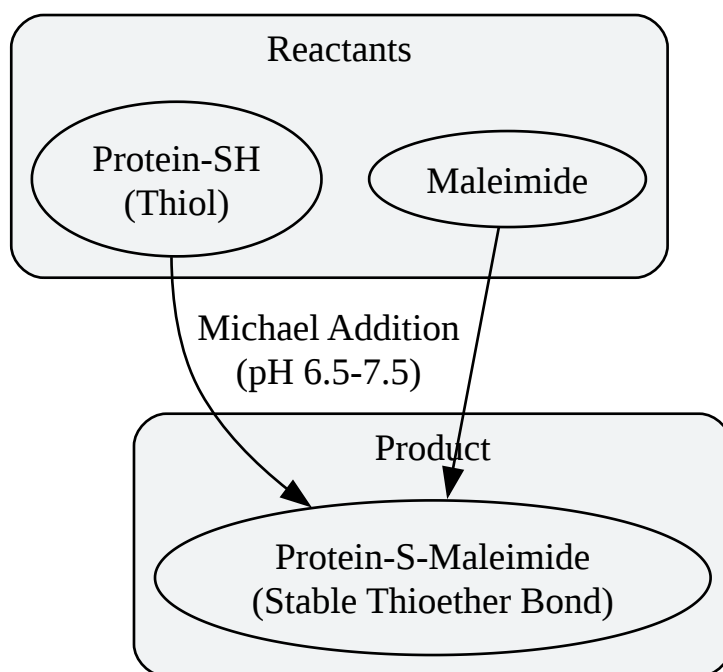 Reactants
Protein-SH
(Thiol)
Maleimide
Michael Addition
(pH 6.5-7.5)
Product
Protein-S-Maleimide
(Stable Thioether Bond)